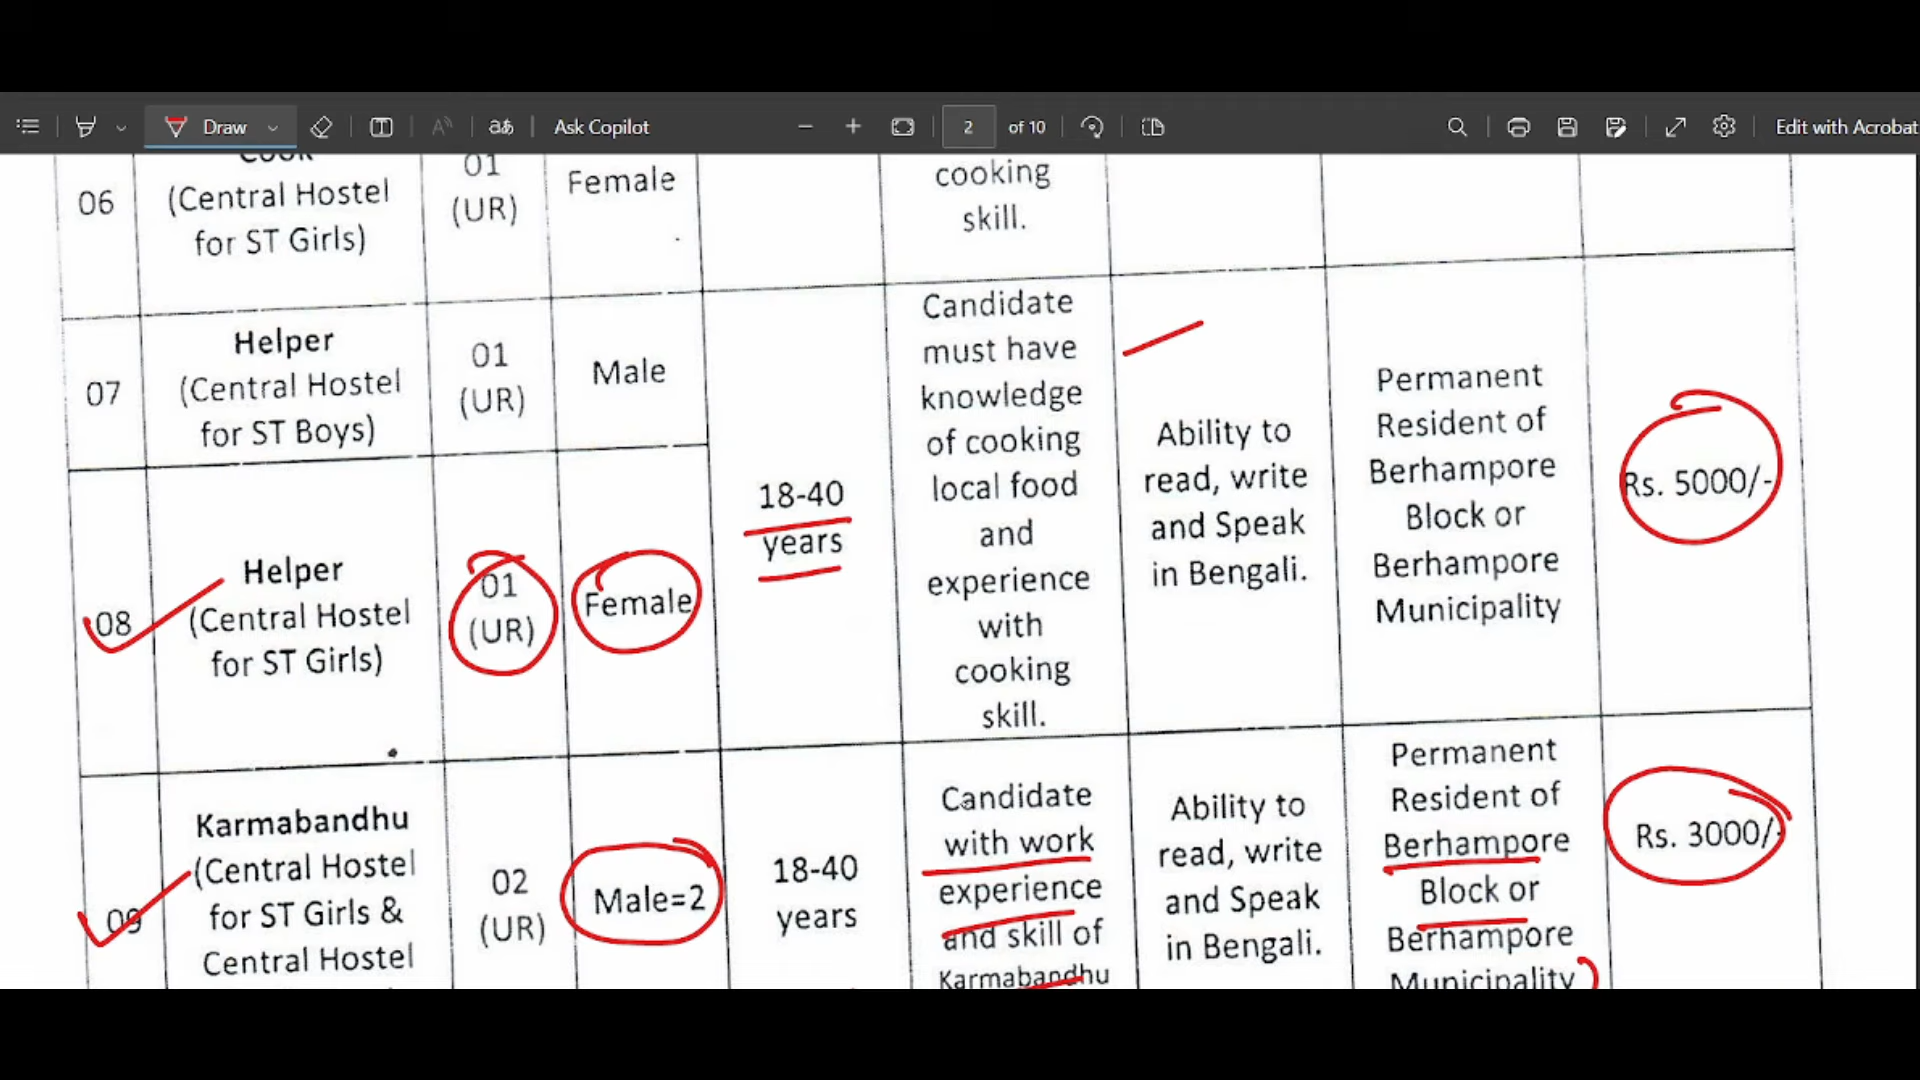 Draw
Ask Copilot
2 of 10
Edit with Acrobat
06
Cook
(Central Hostel
for ST Girls)
01
(UR)
Female
cooking
skill.
07
Helper
(Central Hostel
for ST Boys)
01
(UR)
Male
08
Helper
(Central Hostel
for ST Girls)
01
(UR)
Female
18-40
years
Candidate
must have
knowledge
of cooking
local food
and
experience
with
cooking
skill.
Ability to
read, write
and Speak
in Bengali.
Permanent
Resident of
Berhampore
Block or
Berhampore
Municipality
Rs. 5000/-
09
Karmabandhu
(Central Hostel
for ST Girls &
Central Hostel
02
(UR)
Male=2
18-40
years
Candidate
with work
experience
and skill of
Karmabandhu
Ability to
read, write
and Speak
in Bengali.
Permanent
Resident of
Berhampore
Block or
Berhampore
Municipality
Rs. 3000/-